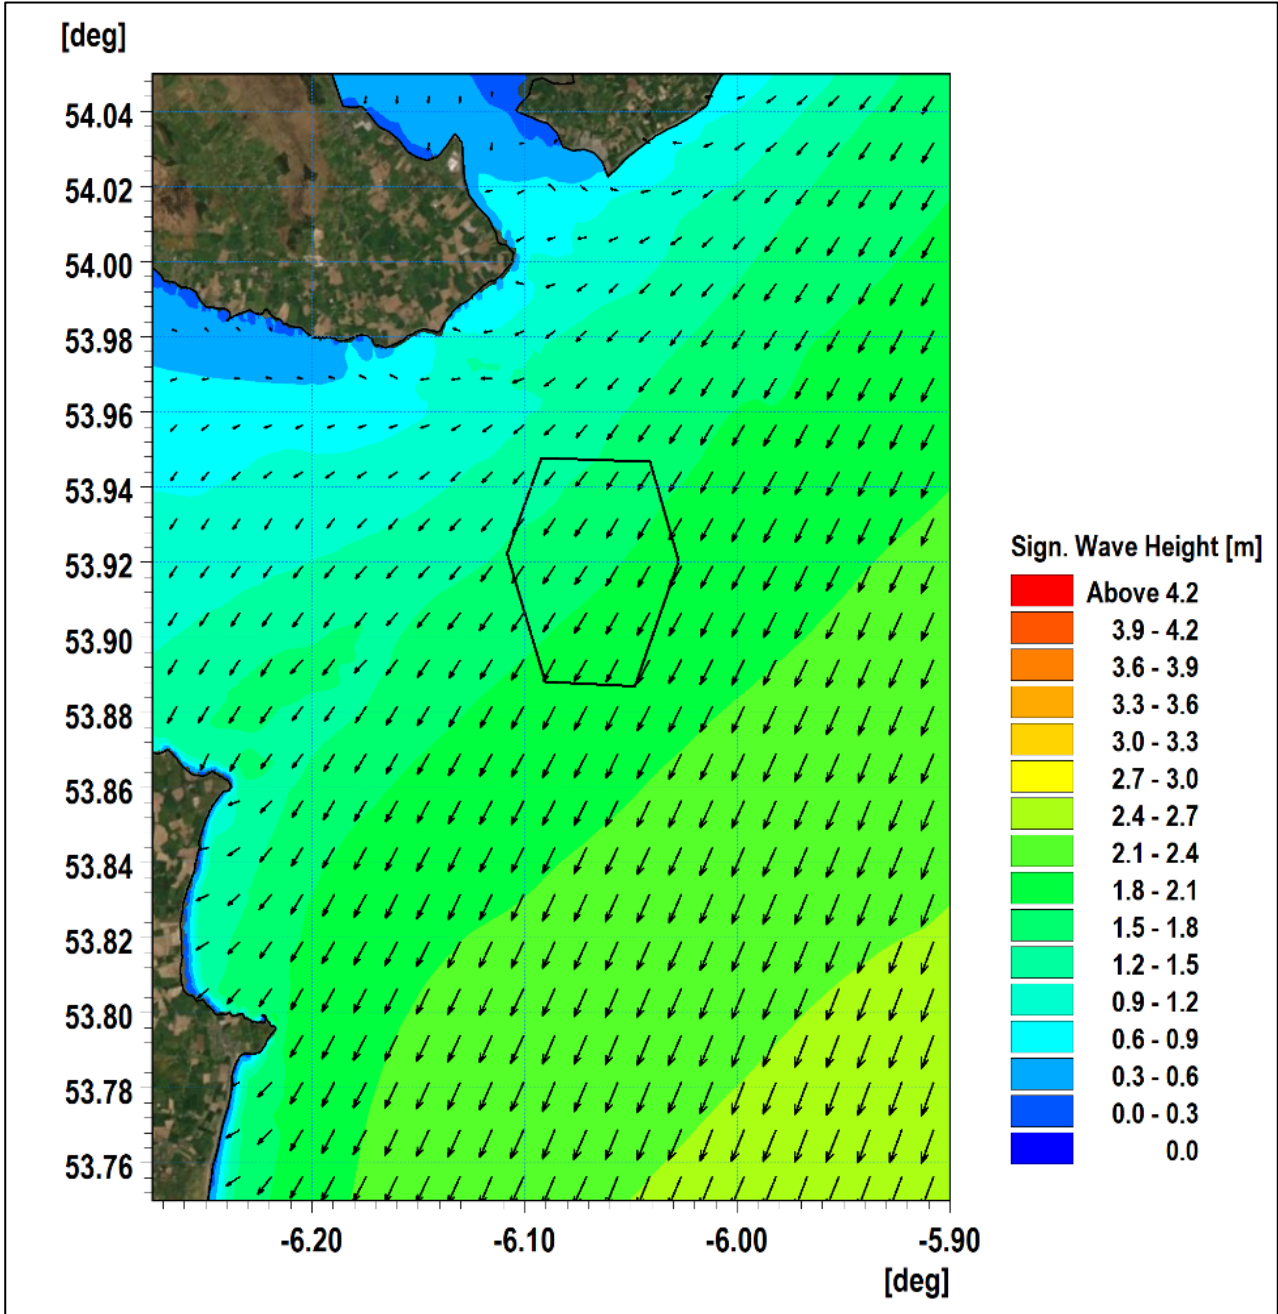 [deg]
54.04
54.02
54.00
53.98
53.96
53.94
53.92
53.90
53.88
53.86
53.84
53.82
53.80
53.78
53.76
-6.20 -6.10 -6.00 -5.90
[deg]
Sign. Wave Height [m]
Above 4.2
3.9 - 4.2
3.6 - 3.9
3.3 - 3.6
3.0 - 3.3
2.7 - 3.0
2.4 - 2.7
2.1 - 2.4
1.8 - 2.1
1.5 - 1.8
1.2 - 1.5
0.9 - 1.2
0.6 - 0.9
0.3 - 0.6
0.0 - 0.3
0.0